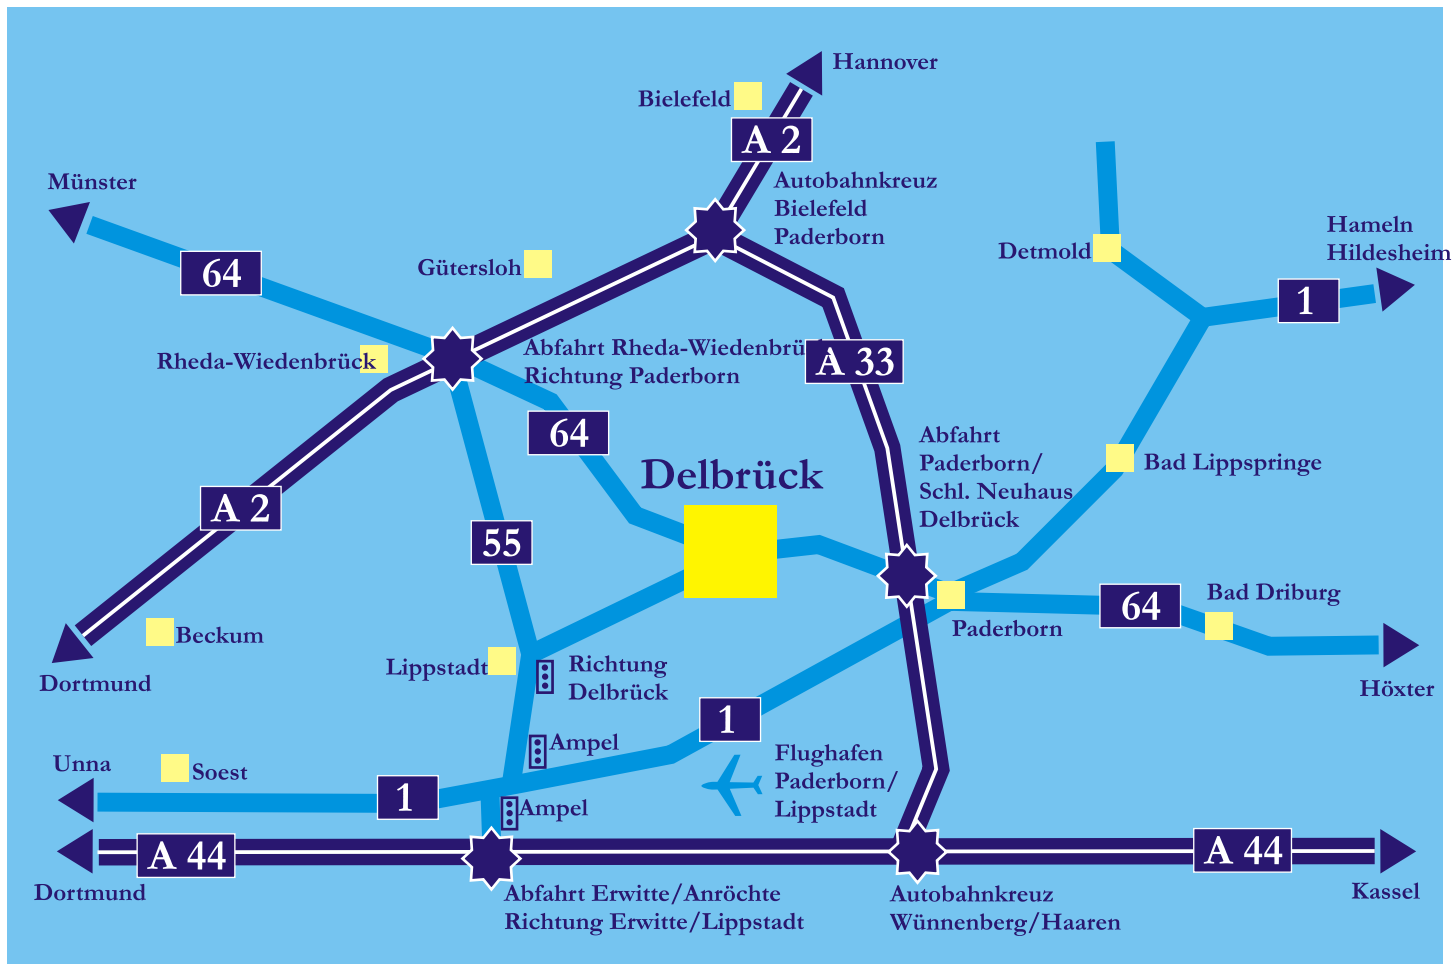 Hannover
Bielefeld
A 2
Autobahnkreuz
Bielefeld
Paderborn
Münster
64
Gütersloh
Detmold
Hameln
Hildesheim
1
Rheda-Wiedenbrück
Abfahrt Rheda-Wiedenbrück
Richtung Paderborn
A 33
64
Abfahrt
Paderborn/
Schl. Neuhaus
Delbrück
Bad Lippspringe
Delbrück
A 2
55
Beckum
Dortmund
Lippstadt
Richtung
Delbrück
Paderborn
64
Bad Driburg
Höxter
1
Ampel
Flughafen
Paderborn/
Lippstadt
Unna
Soest
1
Ampel
A 44
Dortmund
Abfahrt Erwitte/Anröchte
Richtung Erwitte/Lippstadt
Autobahnkreuz
Wünnenberg/Haaren
A 44
Kassel